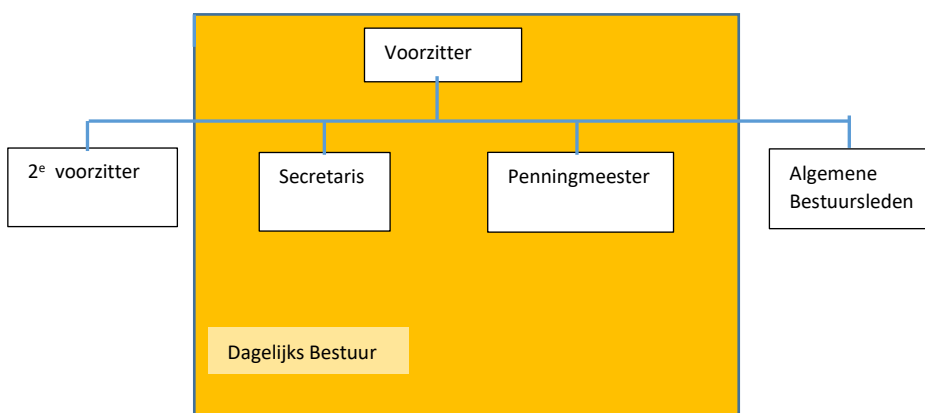 Voorzitter
2e voorzitter
Secretaris
Penningmeester
Algemene
Bestuursleden
Dagelijks Bestuur